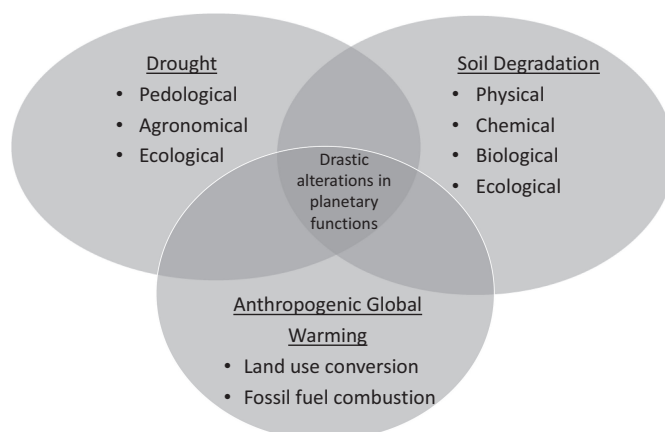 Drought
• Pedological
• Agronomical
• Ecological
Soil Degradation
• Physical
• Chemical
• Biological
• Ecological
Drastic
alterations in
planetary
functions
Anthropogenic Global
Warming
• Land use conversion
• Fossil fuel combustion